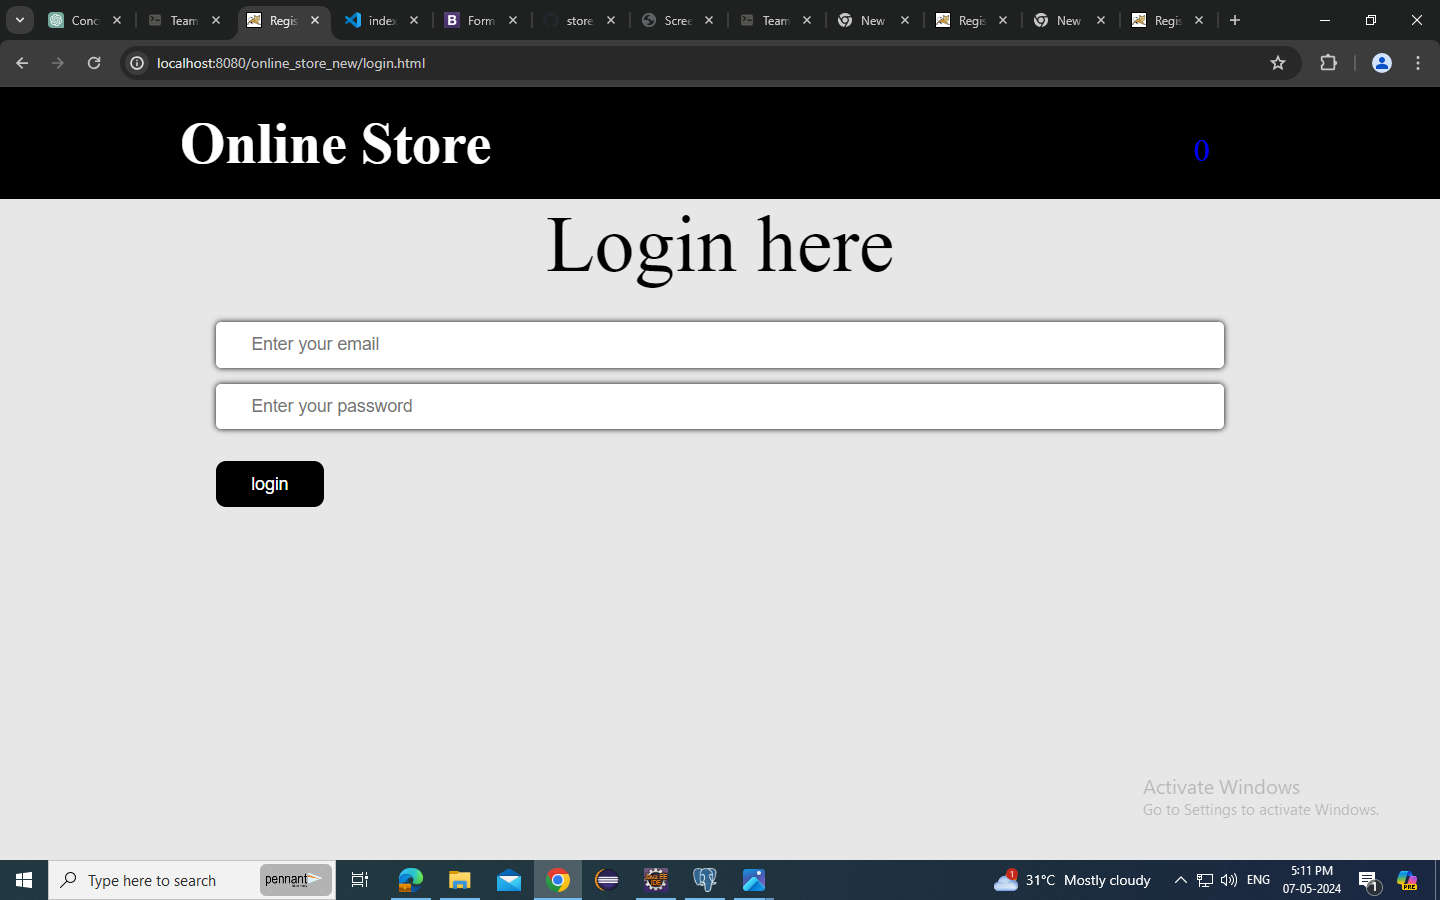 Conc
Team
Regis
index
Form
store
Scree
Team
New
Regis
New
Regis
localhost:8080/online_store_new/login.html
Online Store
0
Login here
Enter your email
Enter your password
login
Activate Windows
Go to Settings to activate Windows.
Type here to search
pennant
1
31°C Mostly cloudy
ENG
5:11 PM
07-05-2024
1
PRE